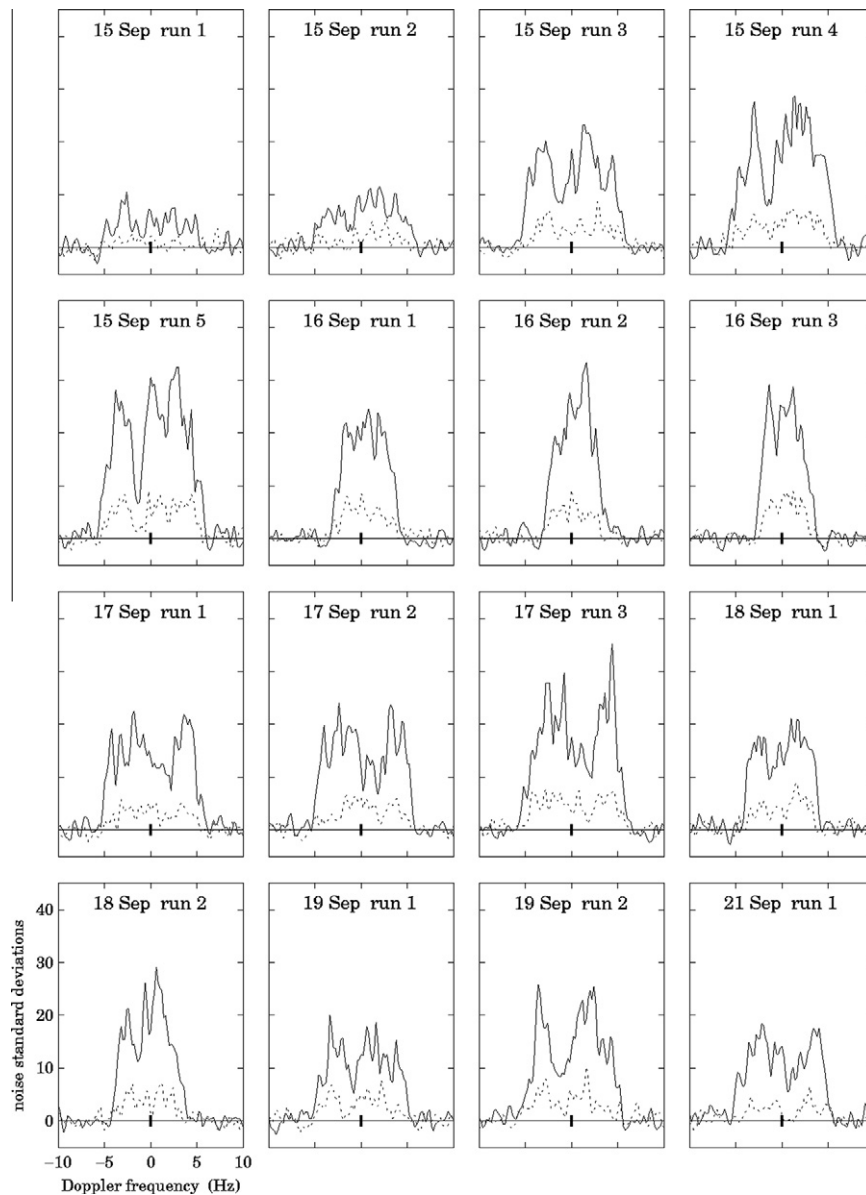 15 Sep run 1
15 Sep run 2
15 Sep run 3
15 Sep run 4
15 Sep run 5
16 Sep run 1
16 Sep run 2
16 Sep run 3
17 Sep run 1
17 Sep run 2
17 Sep run 3
18 Sep run 1
18 Sep run 2
19 Sep run 1
19 Sep run 2
21 Sep run 1
noise standard deviations
40
30
20
10
0
−10 −5 0 5 10
Doppler frequency (Hz)